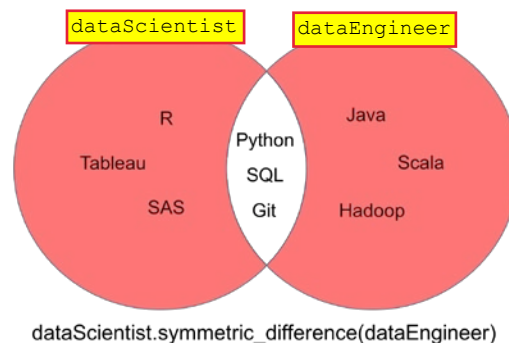 dataScientist
dataEngineer
R
Tableau
SAS
Python
SQL
Git
Java
Scala
Hadoop
dataScientist.symmetric_difference(dataEngineer)